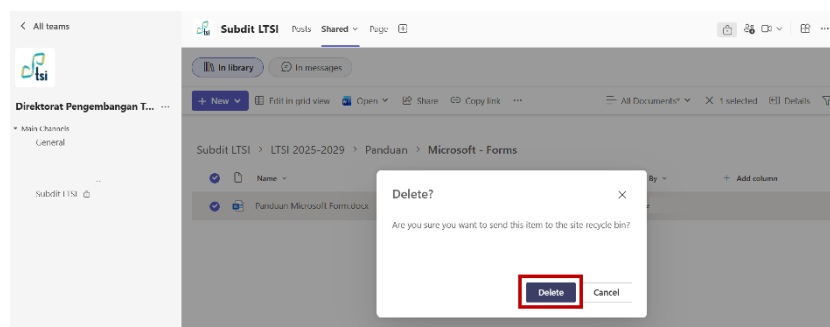 All teams
Subdit LTSI Posts Shared Page
tsi
In library In messages
Direktorat Pengembangan T... ...
+ New Edit in grid view Open Share Copy link ... All Documents* 1 selected Details
Main Channels
General
Subdit LTSI > LTSI 2025-2029 > Panduan > Microsoft - Forms
Name By + Add column
Subdit LTSI
Panduan Microsoft Form.docx
Delete?
Are you sure you want to send this item to the site recycle bin?
Delete Cancel